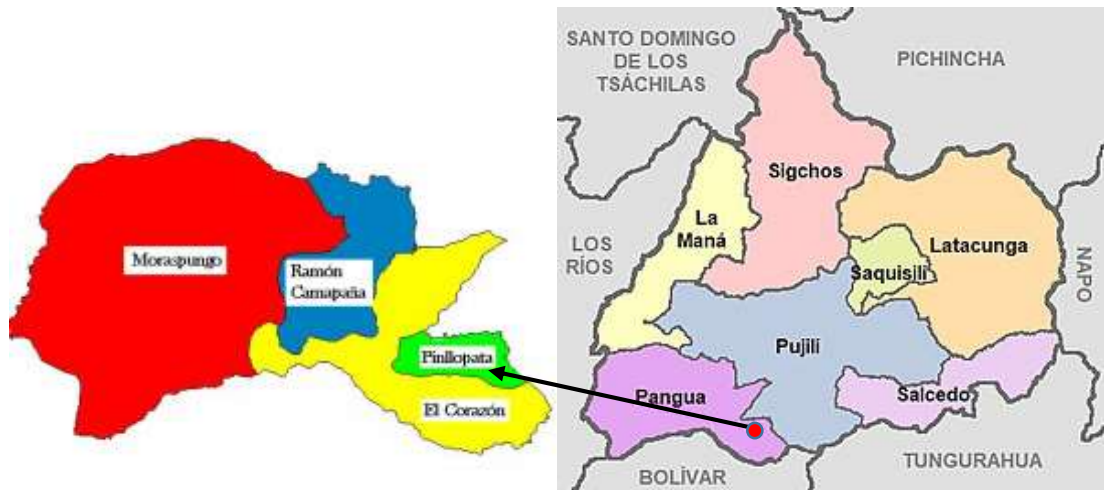 Moraspungo
Ramón
Camapaña
Pinllopata
El Corazón
SANTO DOMINGO
DE LOS
TSÁCHILAS
PICHINCHA
Sigchos
La
Maná
LOS
RÍOS
Latacunga
Saquisilí
NAPO
Pujilí
Pangua
Salcedo
BOLÍVAR
TUNGURAHUA